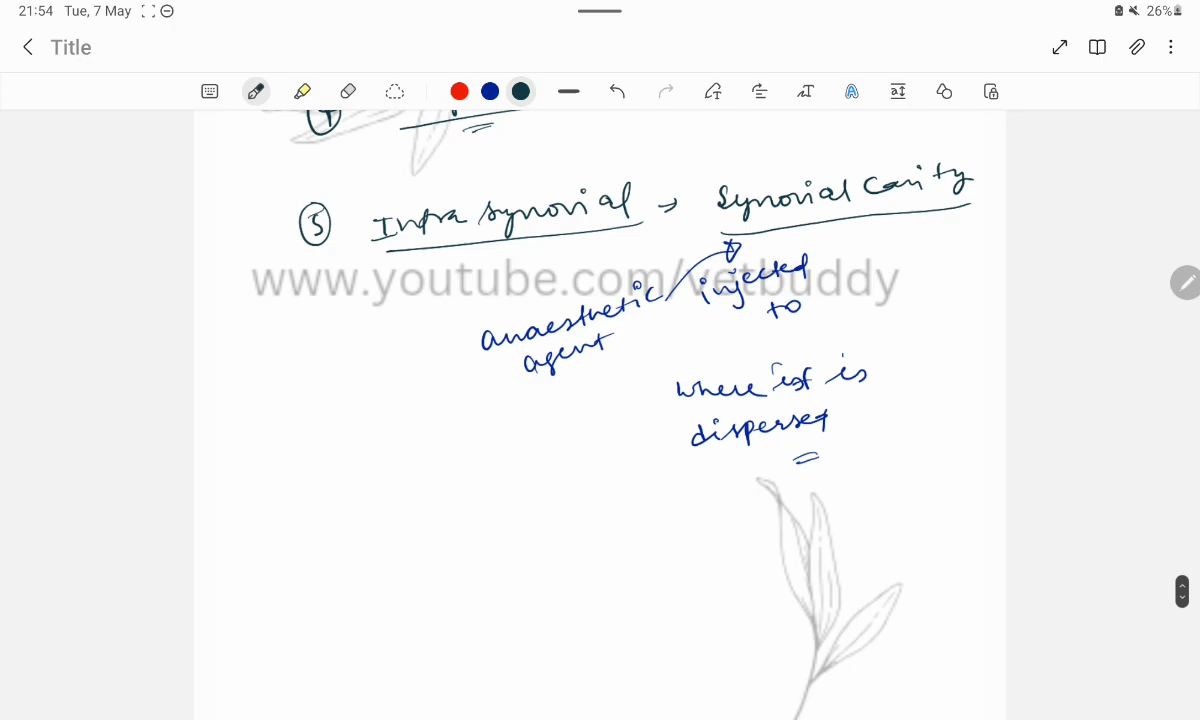 21:54 Tue, 7 May 26%
Title
4
5 Intra synovial → Synovial Cavity
www.youtube.com/vetbuddy
anaesthetic agent
injected to
where is
dispersed